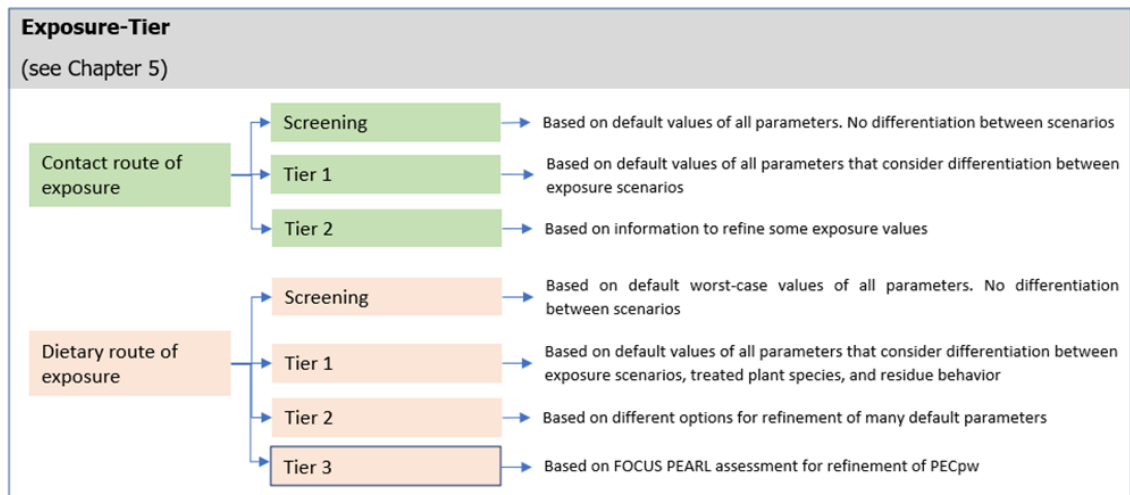 Exposure-Tier
(see Chapter 5)
Contact route of
exposure
Screening
Based on default values of all parameters. No differentiation between scenarios
Tier 1
Based on default values of all parameters that consider differentiation between
exposure scenarios
Tier 2
Based on information to refine some exposure values
Dietary route of
exposure
Screening
Based on default worst-case values of all parameters. No differentiation
between scenarios
Tier 1
Based on default values of all parameters that consider differentiation between
exposure scenarios, treated plant species, and residue behavior
Tier 2
Based on different options for refinement of many default parameters
Tier 3
Based on FOCUS PEARL assessment for refinement of PECpw